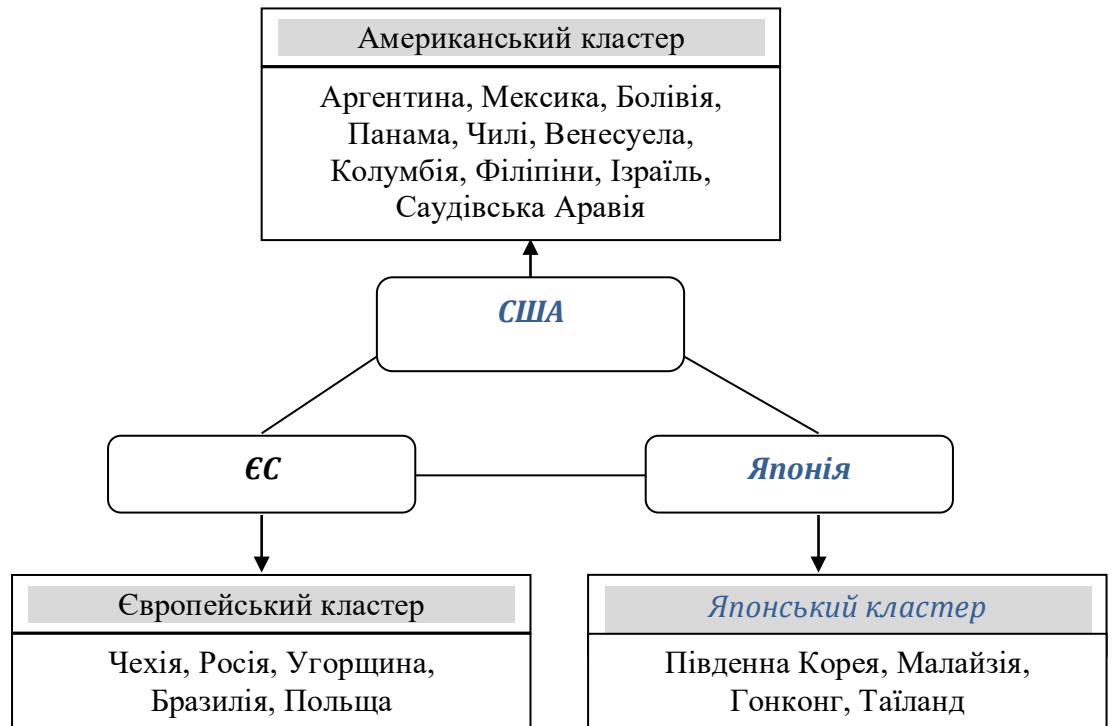 Американський кластер
Аргентина, Мексика, Болівія,
Панама, Чилі, Венесуела,
Колумбія, Філіпіни, Ізраїль,
Саудівська Аравія
США
ЄС
Японія
Європейський кластер
Чехія, Росія, Угорщина,
Бразилія, Польща
Японський кластер
Південна Корея, Малайзія,
Гонконг, Таїланд